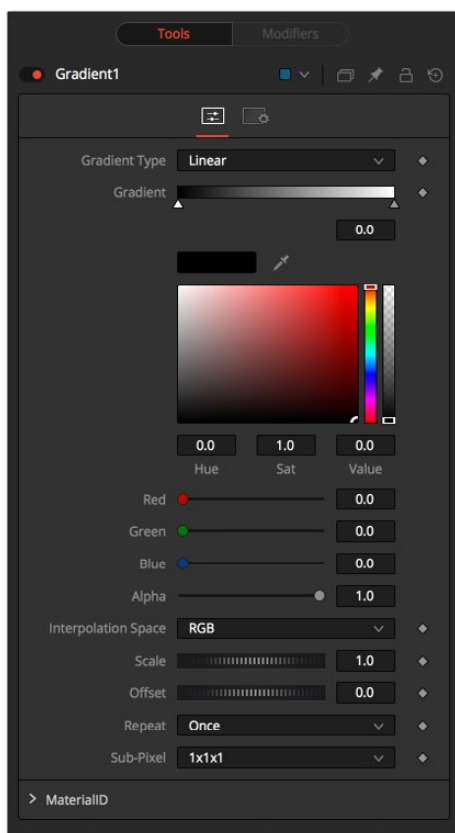 Tools Modifiers
Gradient1
Gradient Type Linear
Gradient
0.0
0.0 1.0 0.0
Hue Sat Value
Red 0.0
Green 0.0
Blue 0.0
Alpha 1.0
Interpolation Space RGB
Scale 1.0
Offset 0.0
Repeat Once
Sub-Pixel 1x1x1
> MaterialID